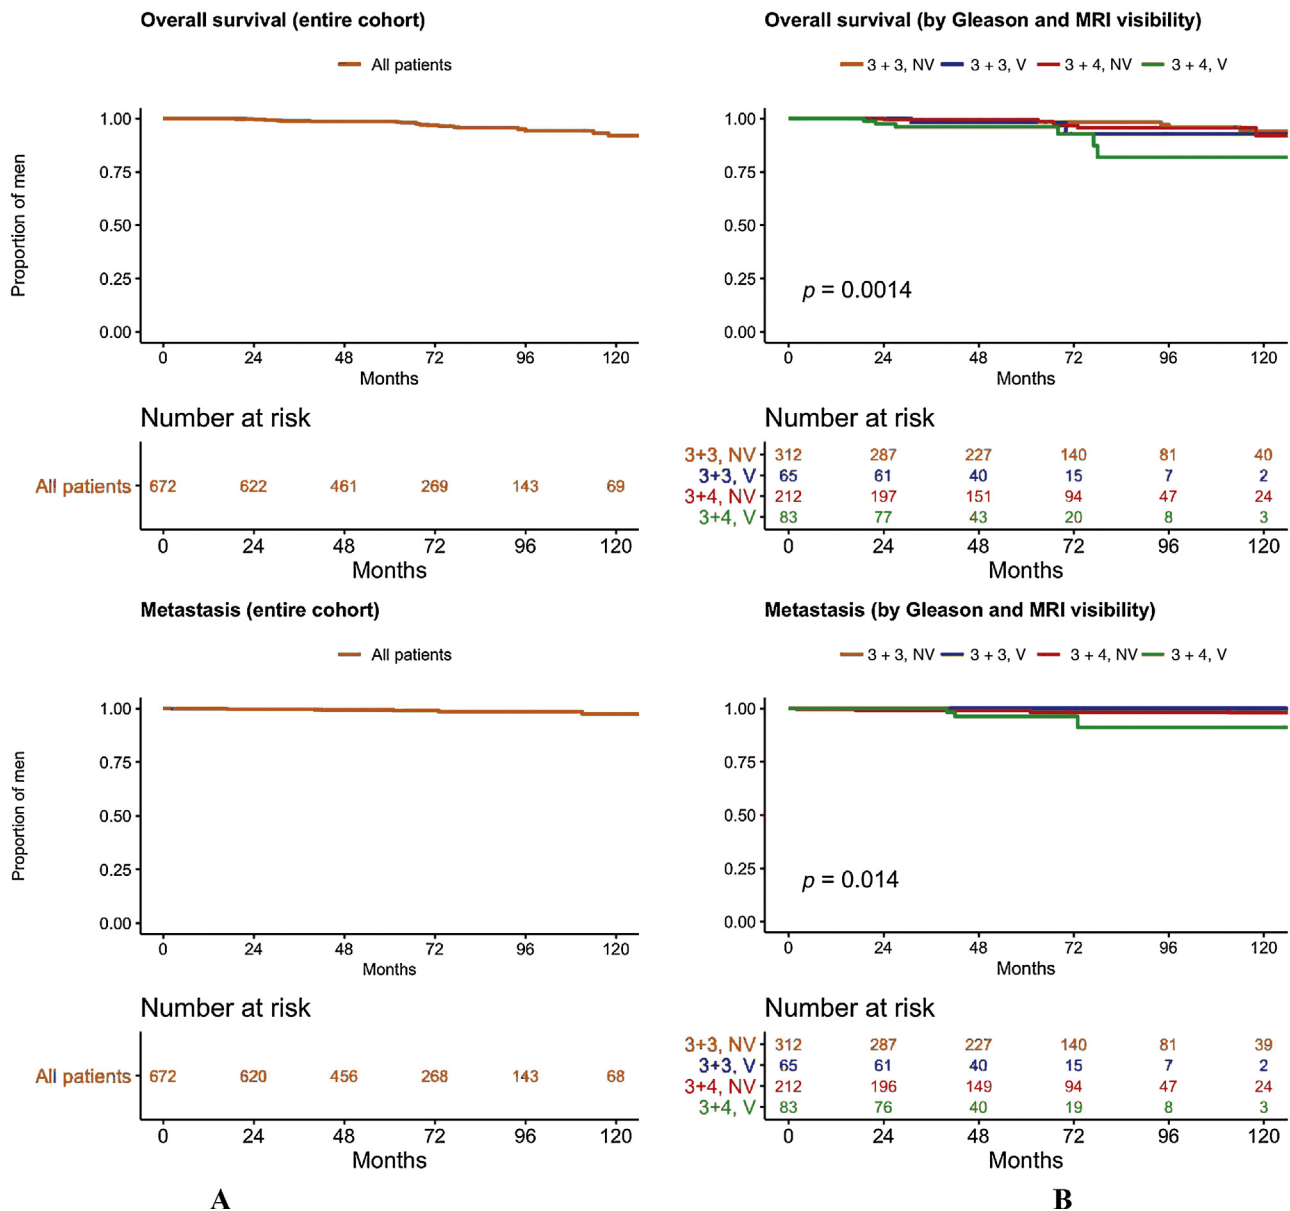 Overall survival (entire cohort)
All patients
Proportion of men
1.00
0.75
0.50
0.25
0.00
0 24 48 72 96 120
Months
Number at risk
All patients 672 622 461 269 143 69
0 24 48 72 96 120
Months
Overall survival (by Gleason and MRI visibility)
3 + 3, NV 3 + 3, V 3 + 4, NV 3 + 4, V
1.00
0.75
0.50
0.25
0.00
p = 0.0014
0 24 48 72 96 120
Months
Number at risk
3+3, NV 312 287 227 140 81 40
3+3, V 65 61 40 15 7 2
3+4, NV 212 197 151 94 47 24
3+4, V 83 77 43 20 8 3
0 24 48 72 96 120
Months
Metastasis (entire cohort)
All patients
Proportion of men
1.00
0.75
0.50
0.25
0.00
0 24 48 72 96 120
Months
Number at risk
All patients 672 620 456 268 143 68
0 24 48 72 96 120
Months
A
Metastasis (by Gleason and MRI visibility)
3 + 3, NV 3 + 3, V 3 + 4, NV 3 + 4, V
1.00
0.75
0.50
0.25
0.00
p = 0.014
0 24 48 72 96 120
Months
Number at risk
3+3, NV 312 287 227 140 81 39
3+3, V 65 61 40 15 7 2
3+4, NV 212 196 149 94 47 24
3+4, V 83 76 40 19 8 3
0 24 48 72 96 120
Months
B